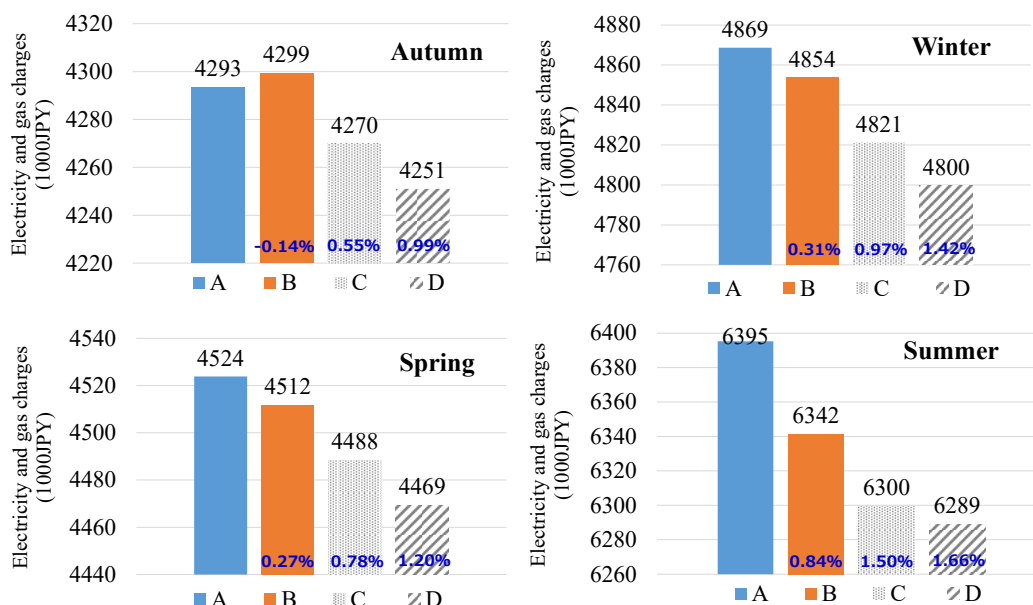 Electricity and gas charges
(1000JPY)
4320
4300
4280
4260
4240
4220
Autumn
4293
4299
4270
4251
-0.14%
0.55%
0.99%
A
B
C
D
Electricity and gas charges
(1000JPY)
4880
4860
4840
4820
4800
4780
4760
Winter
4869
4854
4821
4800
0.31%
0.97%
1.42%
A
B
C
D
Electricity and gas charges
(1000JPY)
4540
4520
4500
4480
4460
4440
Spring
4524
4512
4488
4469
0.27%
0.78%
1.20%
A
B
C
D
Electricity and gas charges
(1000JPY)
6400
6380
6360
6340
6320
6300
6280
6260
Summer
6395
6342
6300
6289
0.84%
1.50%
1.66%
A
B
C
D